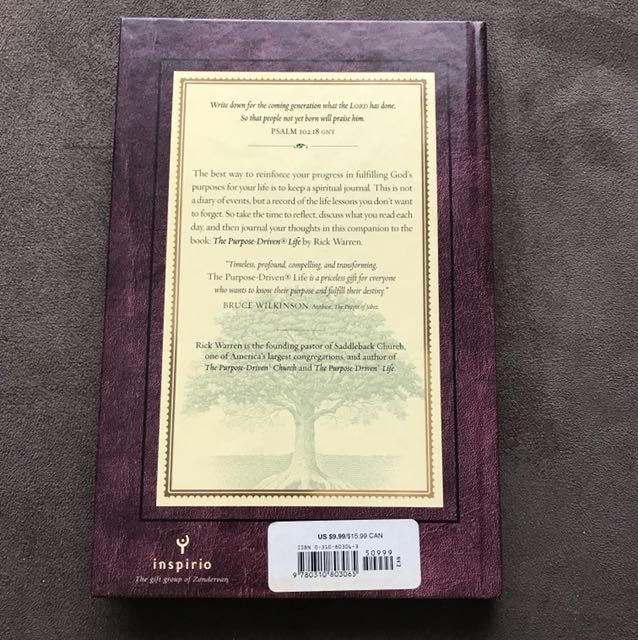 Write down for the coming generation what the LORD has done,
So that people not yet born will praise him.
PSALM 102:18 GNT
The best way to reinforce your progress in fulfilling God's
purposes for your life is to keep a spiritual journal. This is not
a diary of events, but a record of the life lessons you don't want
to forget. So take the time to reflect, discuss what you read each
day, and then journal your thoughts in this companion to the
book: The Purpose-Driven® Life by Rick Warren.
"Timeless, profound, compelling, and transforming.
The Purpose-Driven® Life is a priceless gift for everyone
who wants to know their purpose and fulfill their destiny."
BRUCE WILKINSON, Author, The Prayer of Jabez
Rick Warren is the founding pastor of Saddleback Church,
one of America's largest congregations, and author of
The Purpose-Driven® Church and The Purpose-Driven® Life.
inspirio
The gift group of Zondervan
US $9.99/$15.99 CAN
ISBN 0-310-80306-3
50999
9 780310 803065